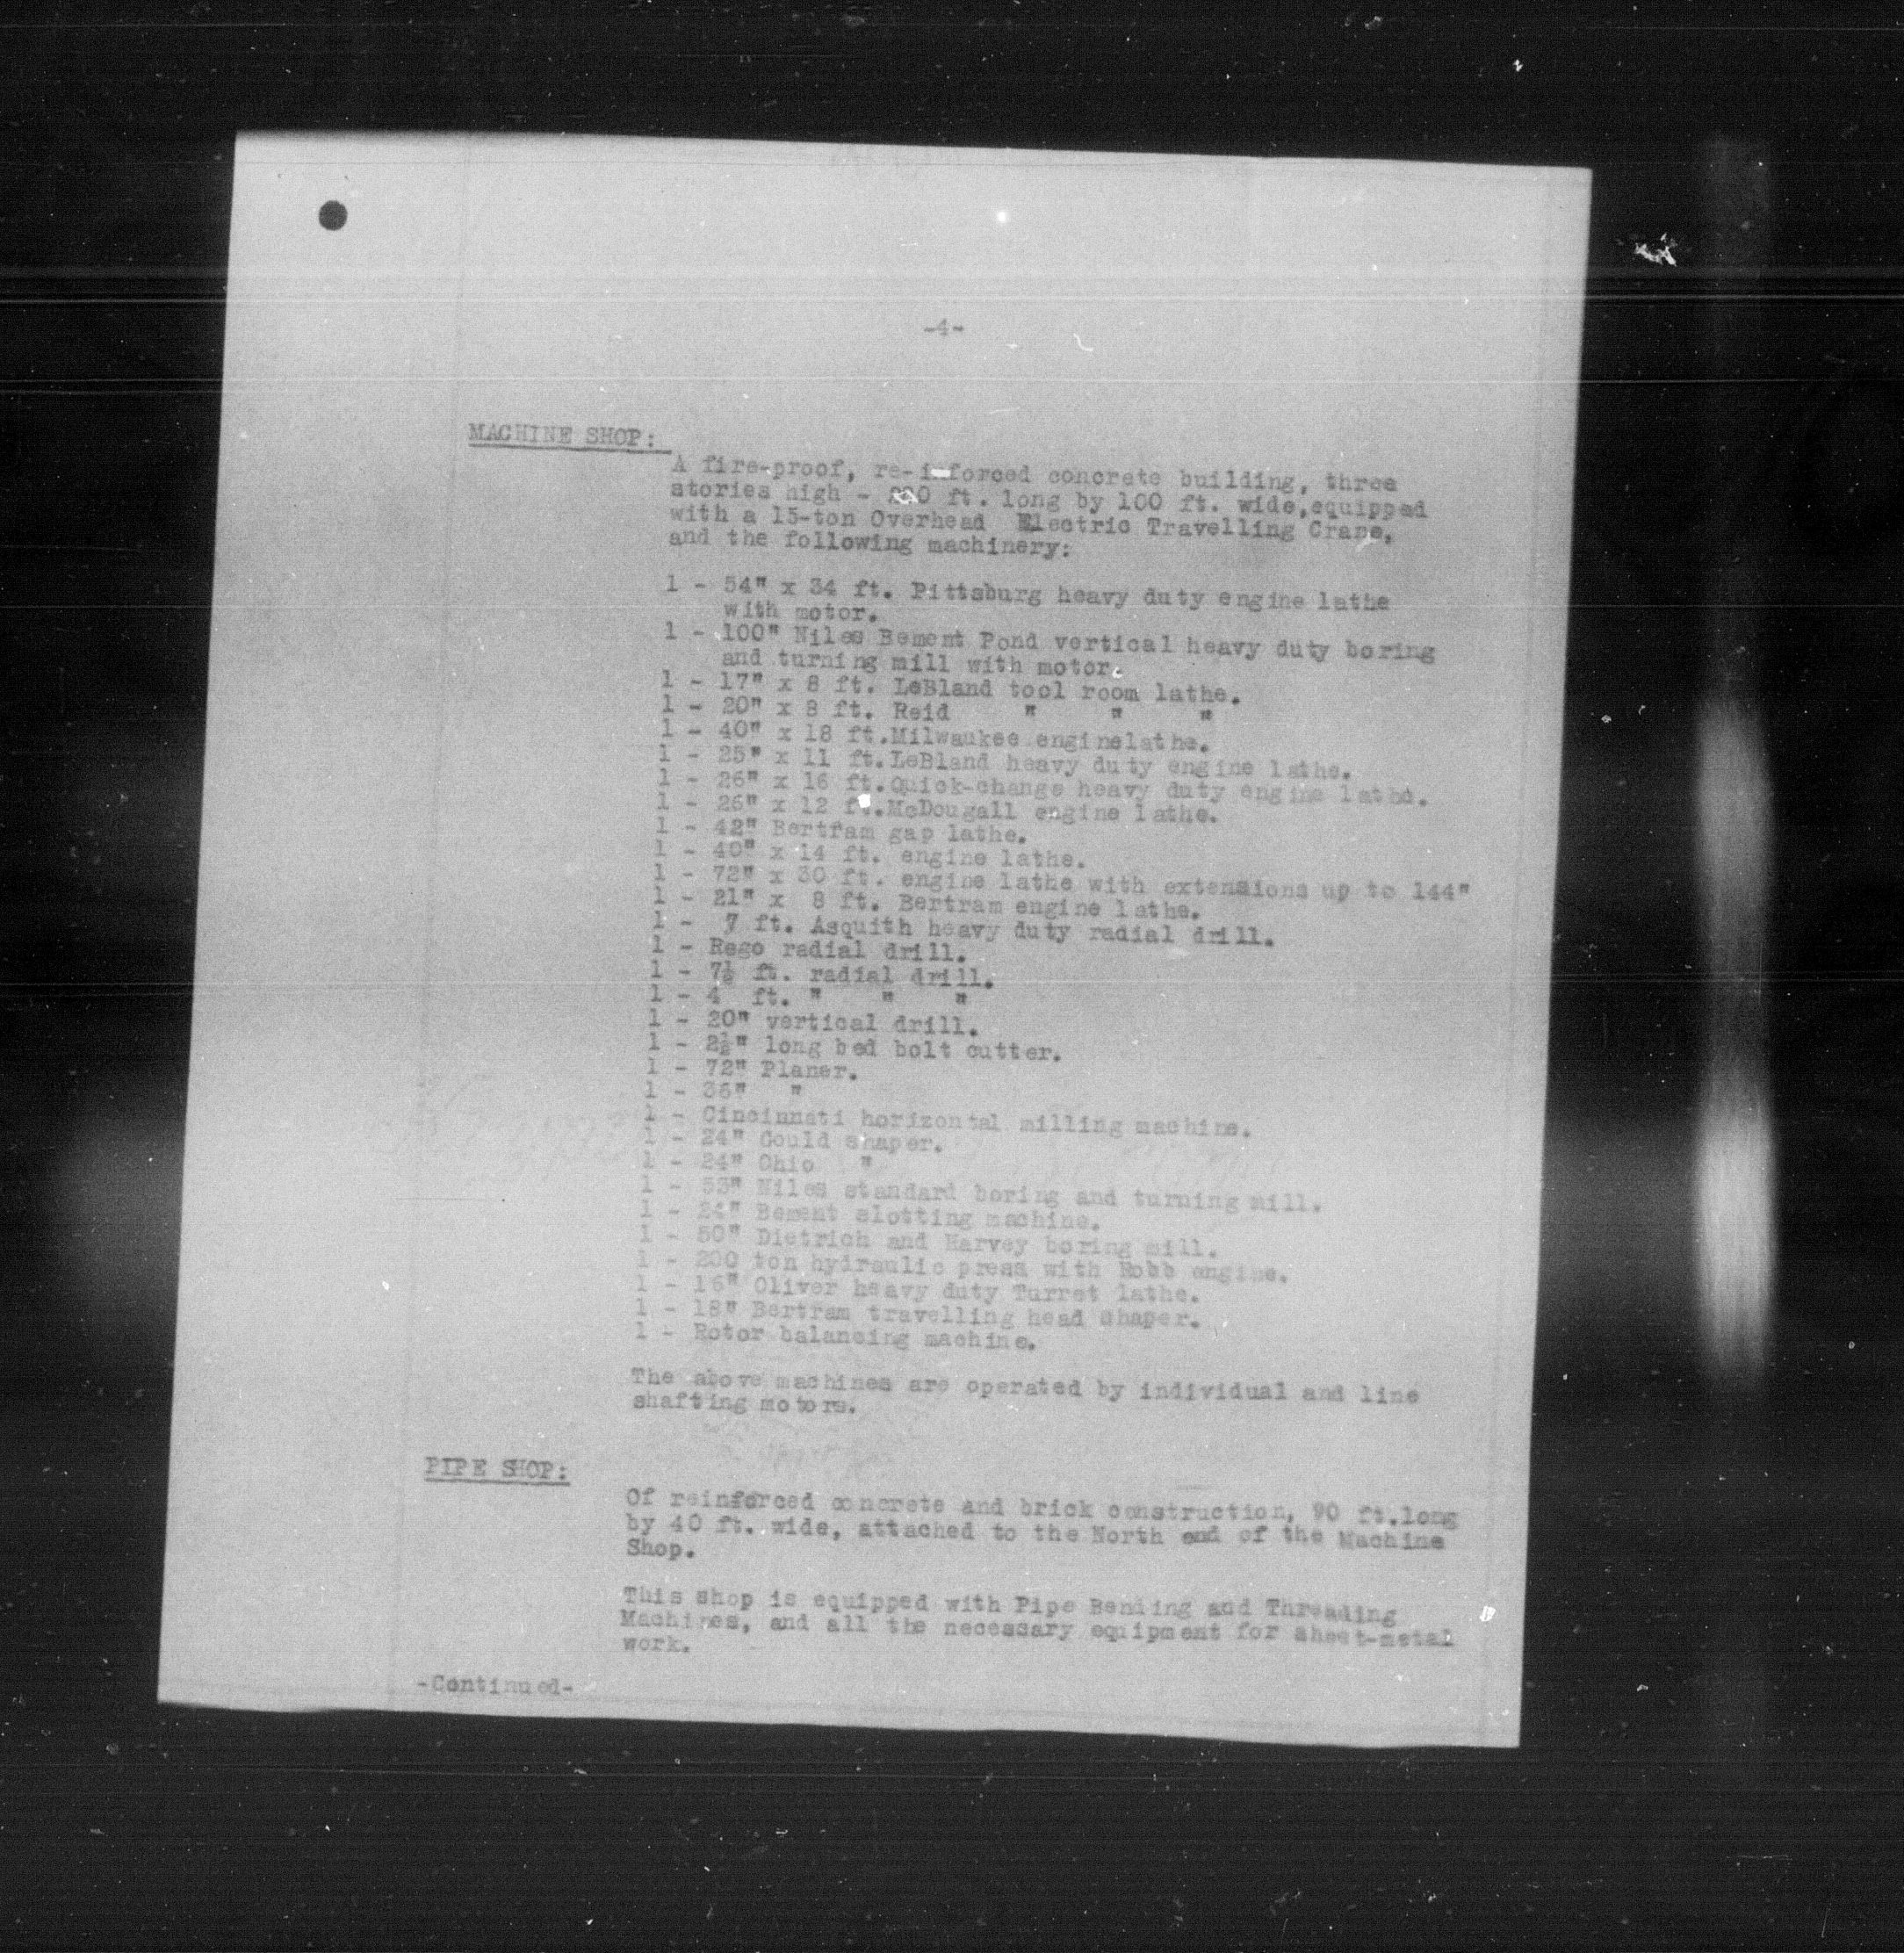 -4-
MACHINE SHOP:
A fire-proof, re-inforced concrete building, three
stories high - ft. long by 100 ft. wide,equipped
with a 15-ton Overhead Electric Travelling Crane,
and the following machinery:
1 - 54" x 34 ft. Pittsburg heavy duty engine lathe
with motor.
1 - 100" Niles Bement Pond vertical heavy duty boring
and turning mill with motor.
1 - 17" x 8 ft. LeBland tool room lathe.
1 - 20" x 8 ft. Reid " " "
1 - 40" x 18 ft.Milwaukee enginelathe.
1 - 25" x 11 ft.LeBland heavy duty engine lathe.
1 - 26" x 16 ft.Quick-change heavy duty engine lathe.
1 - 26" x 12 ft.McDougall engine lathe.
1 - 42" Bertram gap lathe.
1 - 40" x 14 ft. engine lathe.
1 - 72" x 30 ft. engine lathe with extensions up to 144"
1 - 21" x 8 ft. Bertram engine lathe.
1 - 7 ft. Asquith heavy duty radial drill.
1 - Rego radial drill.
1 - 7½ ft. radial drill.
1 - 4 ft. " " "
1 - 20" vertical drill.
1 - 2½" long bed bolt cutter.
1 - 72" Planer.
1 - 36" "
1 - Cincinnati horizontal milling machine.
1 - 24" Gould shaper.
1 - 24" Ohio "
1 - 53" Niles standard boring and turning mill.
1 - 24" Bement slotting machine.
1 - 50" Dietrich and Harvey boring mill.
1 - 200 ton hydraulic press with Robb engine.
1 - 16" Oliver heavy duty Turret lathe.
1 - 18" Bertram travelling head shaper.
1 - Rotor balancing machine.
The above machines are operated by individual and line
shafting motors.
PIPE SHOP:
Of reinforced concrete and brick construction, 90 ft.long
by 40 ft. wide, attached to the North end of the Machine
Shop.
This shop is equipped with Pipe Bending and Threading
Machines, and all the necessary equipment for sheet-metal
work.
-Continued-